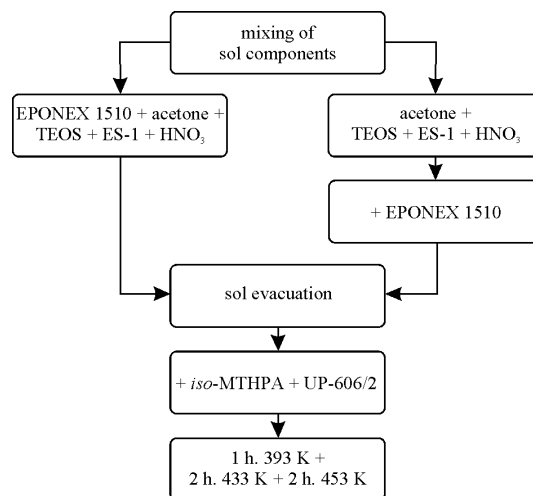 mixing of
sol components
EPONEX 1510 + acetone +
TEOS + ES-1 + HNO₃
acetone +
TEOS + ES-1 + HNO₃
+ EPONEX 1510
sol evacuation
+ iso-MTHPA + UP-606/2
1 h. 393 K +
2 h. 433 K + 2 h. 453 K